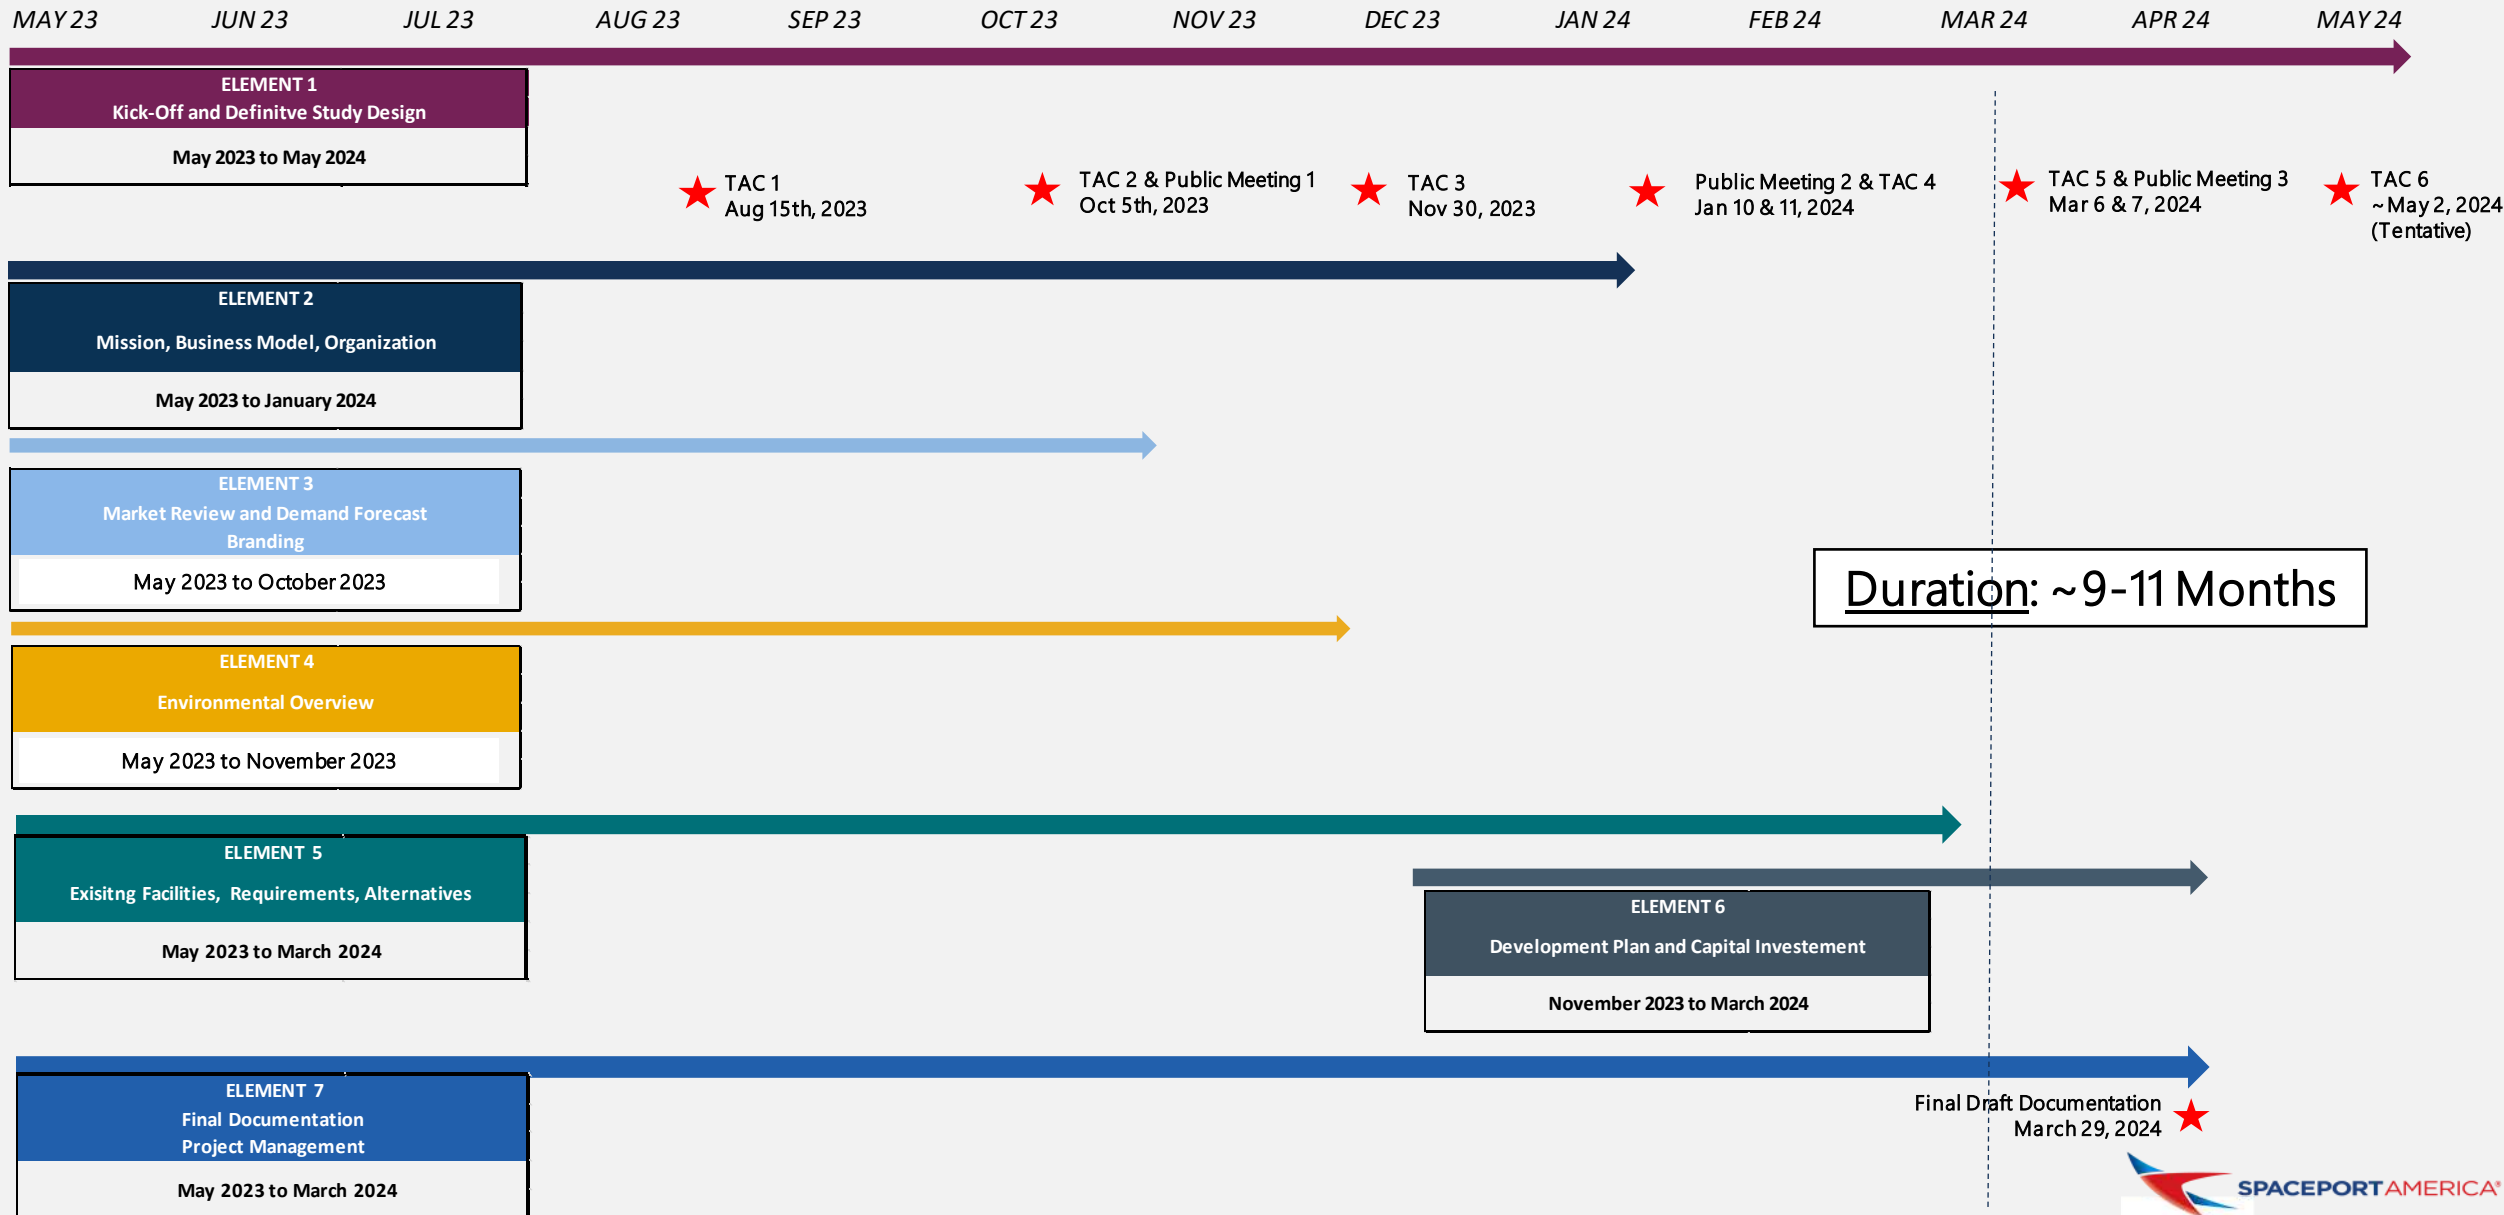 MAY 23 JUN 23 JUL 23 AUG 23 SEP 23 OCT 23 NOV 23 DEC 23 JAN 24 FEB 24 MAR 24 APR 24 MAY 24
ELEMENT 1
Kick-Off and Definitve Study Design
May 2023 to May 2024
TAC 1
Aug 15th, 2023
TAC 2 & Public Meeting 1
Oct 5th, 2023
TAC 3
Nov 30, 2023
Public Meeting 2 & TAC 4
Jan 10 & 11, 2024
TAC 5 & Public Meeting 3
Mar 6 & 7, 2024
TAC 6
~May 2, 2024
(Tentative)
ELEMENT 2
Mission, Business Model, Organization
May 2023 to January 2024
ELEMENT 3
Market Review and Demand Forecast
Branding
May 2023 to October 2023
Duration: ~9-11 Months
ELEMENT 4
Environmental Overview
May 2023 to November 2023
ELEMENT 5
Exisitng Facilities, Requirements, Alternatives
May 2023 to March 2024
ELEMENT 6
Development Plan and Capital Investement
November 2023 to March 2024
ELEMENT 7
Final Documentation
Project Management
May 2023 to March 2024
Final Draft Documentation
March 29, 2024
SPACEPORT AMERICA®